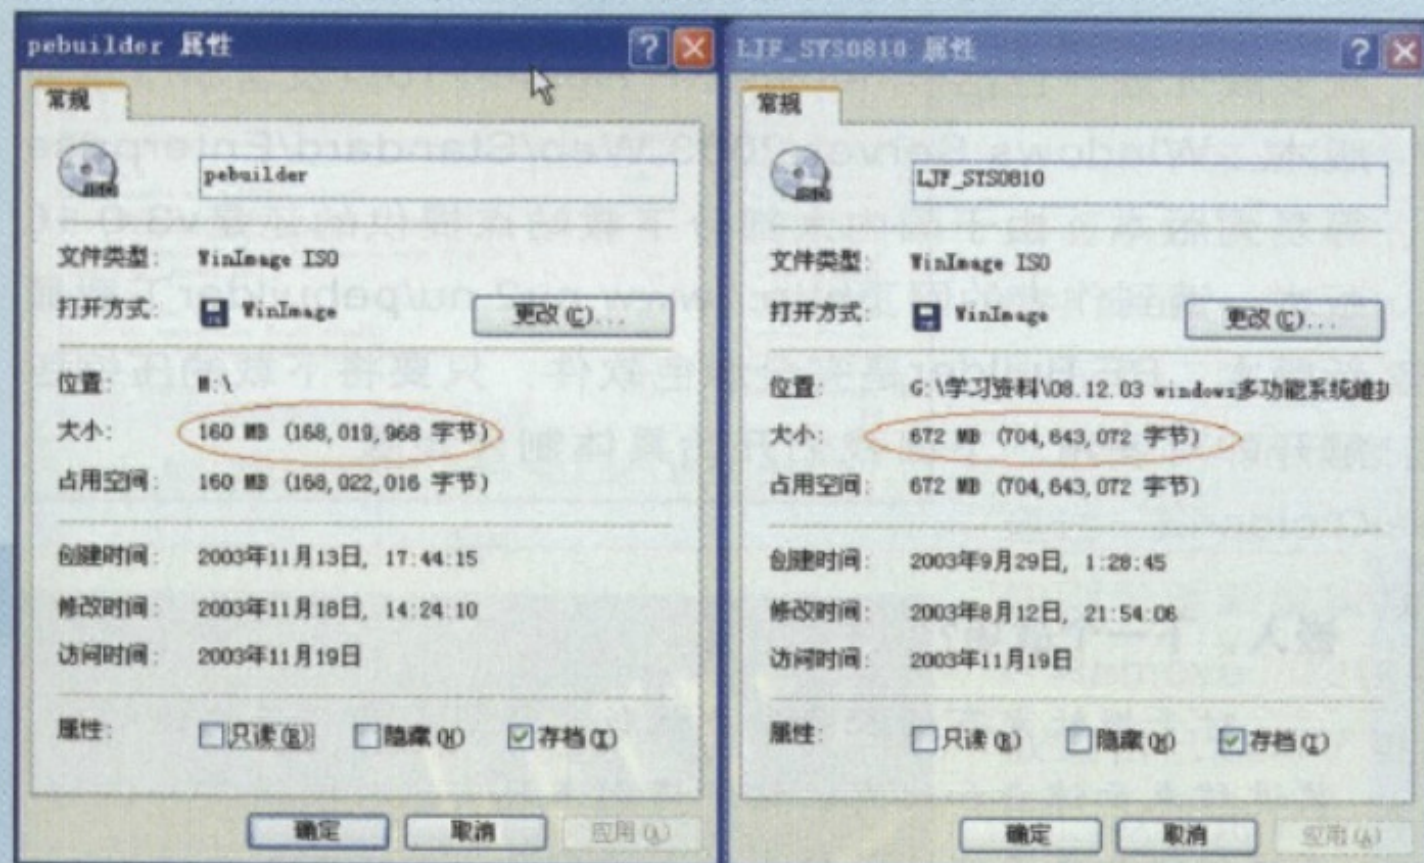 pebuilder 属性
常规
pebuilder
文件类型: WinImage ISO
打开方式: WinImage 更改(C)...
位置: M:\
大小: 160 MB (168,019,968 字节)
占用空间: 160 MB (168,022,016 字节)
创建时间: 2003年11月13日, 17:44:15
修改时间: 2003年11月18日, 14:24:10
访问时间: 2003年11月19日
属性: 只读(R) 隐藏(H) 存档(I)
确定 取消 应用(A)
LJF_SYS0810 属性
常规
LJF_SYS0810
文件类型: WinImage ISO
打开方式: WinImage 更改(C)...
位置: G:\学习资料\08.12.03 windows多功能系统维护
大小: 672 MB (704,643,072 字节)
占用空间: 672 MB (704,643,072 字节)
创建时间: 2003年9月29日, 1:28:45
修改时间: 2003年8月12日, 21:54:06
访问时间: 2003年11月19日
属性: 只读(R) 隐藏(H) 存档(I)
确定 取消 应用(A)